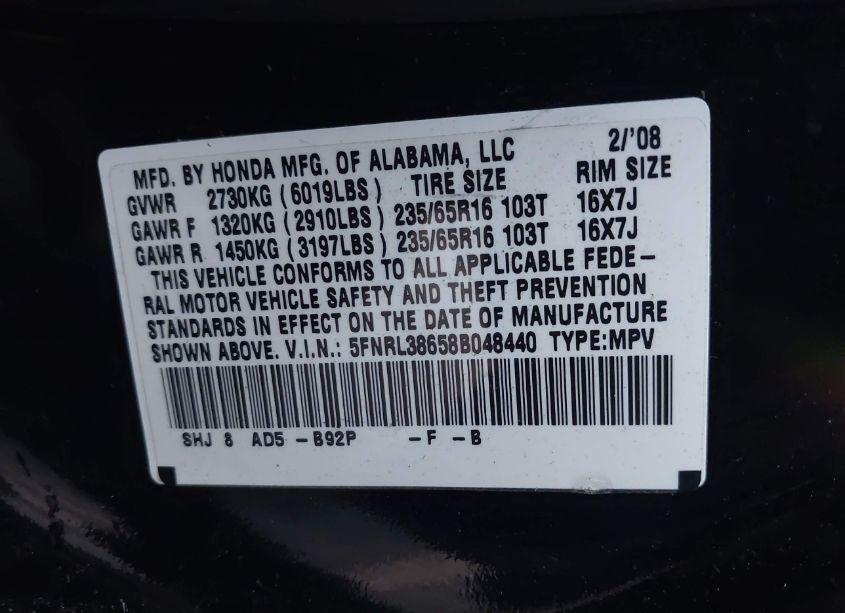 MFD. BY HONDA MFG. OF ALABAMA, LLC 2/'08
GVWR 2730KG (6019LBS) TIRE SIZE RIM SIZE
GAWR F 1320KG (2910LBS) 235/65R16 103T 16X7J
GAWR R 1450KG (3197LBS) 235/65R16 103T 16X7J
THIS VEHICLE CONFORMS TO ALL APPLICABLE FEDE-
RAL MOTOR VEHICLE SAFETY AND THEFT PREVENTION
STANDARDS IN EFFECT ON THE DATE OF MANUFACTURE
SHOWN ABOVE. V.I.N.: 5FNRL38658B048440 TYPE:MPV
SHJ 8 AD5 -B92P -F -B